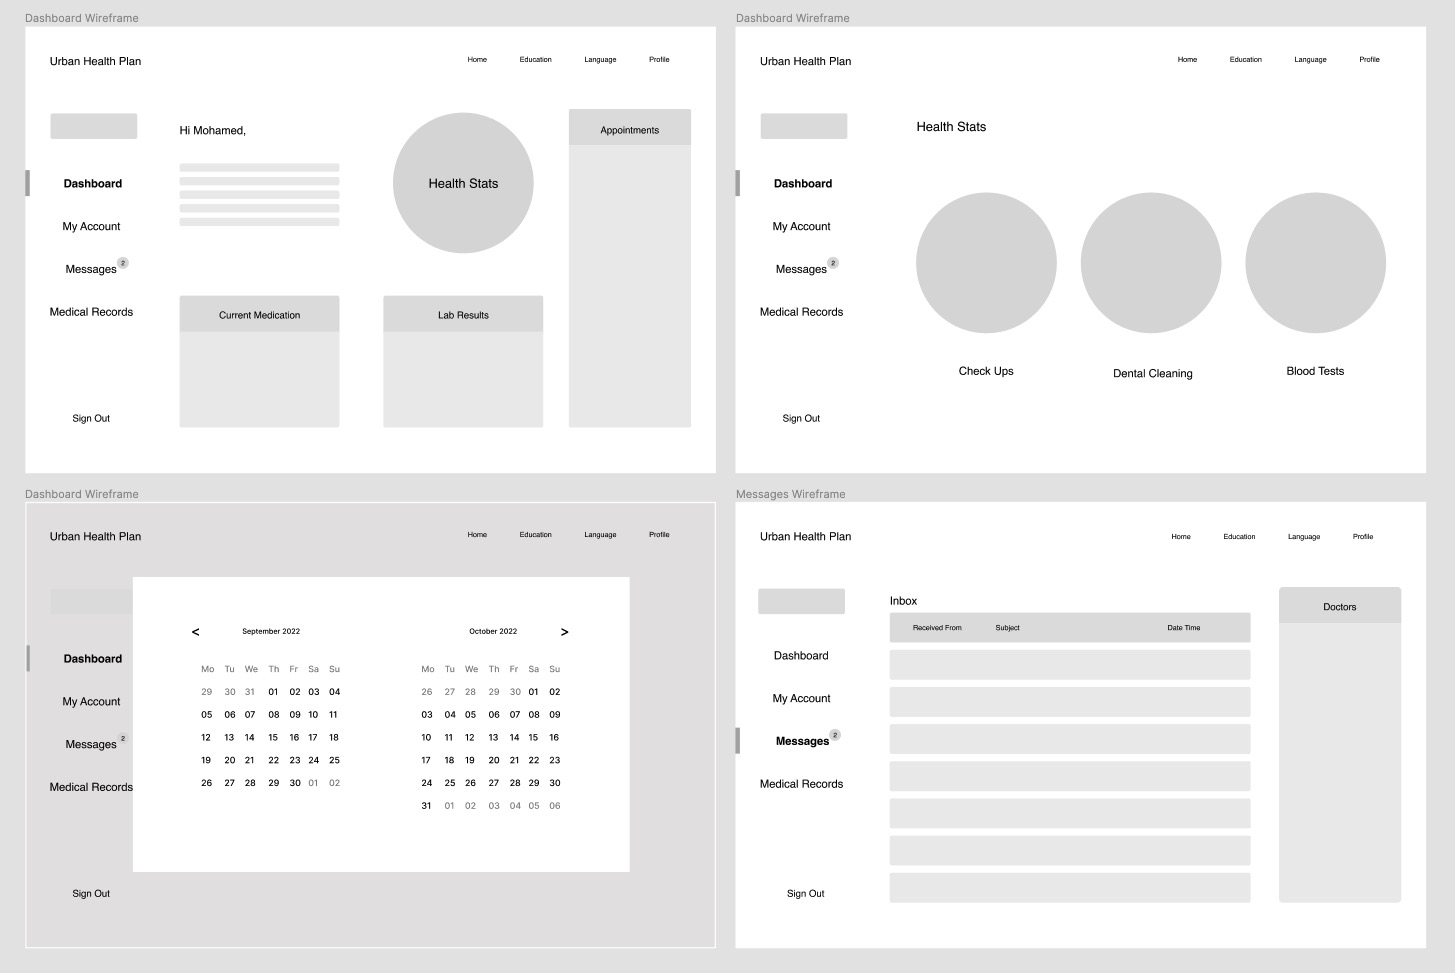 Dashboard Wireframe
Urban Health Plan
Home Education Language Profile
Hi Mohamed,
Health Stats
Appointments
Dashboard
My Account
Messages 2
Medical Records
Current Medication
Lab Results
Sign Out
Dashboard Wireframe
Urban Health Plan
Home Education Language Profile
Health Stats
Dashboard
My Account
Messages 2
Medical Records
Check Ups
Dental Cleaning
Blood Tests
Sign Out
Dashboard Wireframe
Urban Health Plan
Home Education Language Profile
Dashboard
My Account
Messages 2
Medical Records
Sign Out
< September 2022
Mo Tu We Th Fr Sa Su
29 30 31 01 02 03 04
05 06 07 08 09 10 11
12 13 14 15 16 17 18
19 20 21 22 23 24 25
26 27 28 29 30 01 02
October 2022 >
Mo Tu We Th Fr Sa Su
26 27 28 29 30 01 02
03 04 05 06 07 08 09
10 11 12 13 14 15 16
17 18 19 20 21 22 23
24 25 26 27 28 29 30
31 01 02 03 04 05 06
Messages Wireframe
Urban Health Plan
Home Education Language Profile
Dashboard
My Account
Messages 2
Medical Records
Sign Out
Inbox
Received From Subject Date Time
Doctors